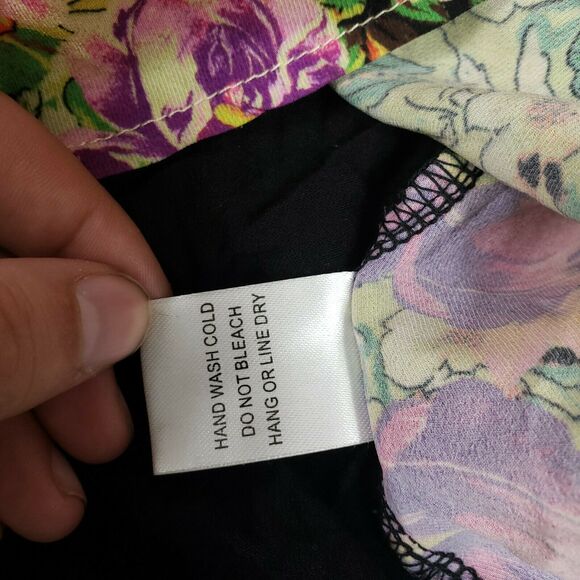 HAND WASH COLD
DO NOT BLEACH
HANG OR LINE DRY